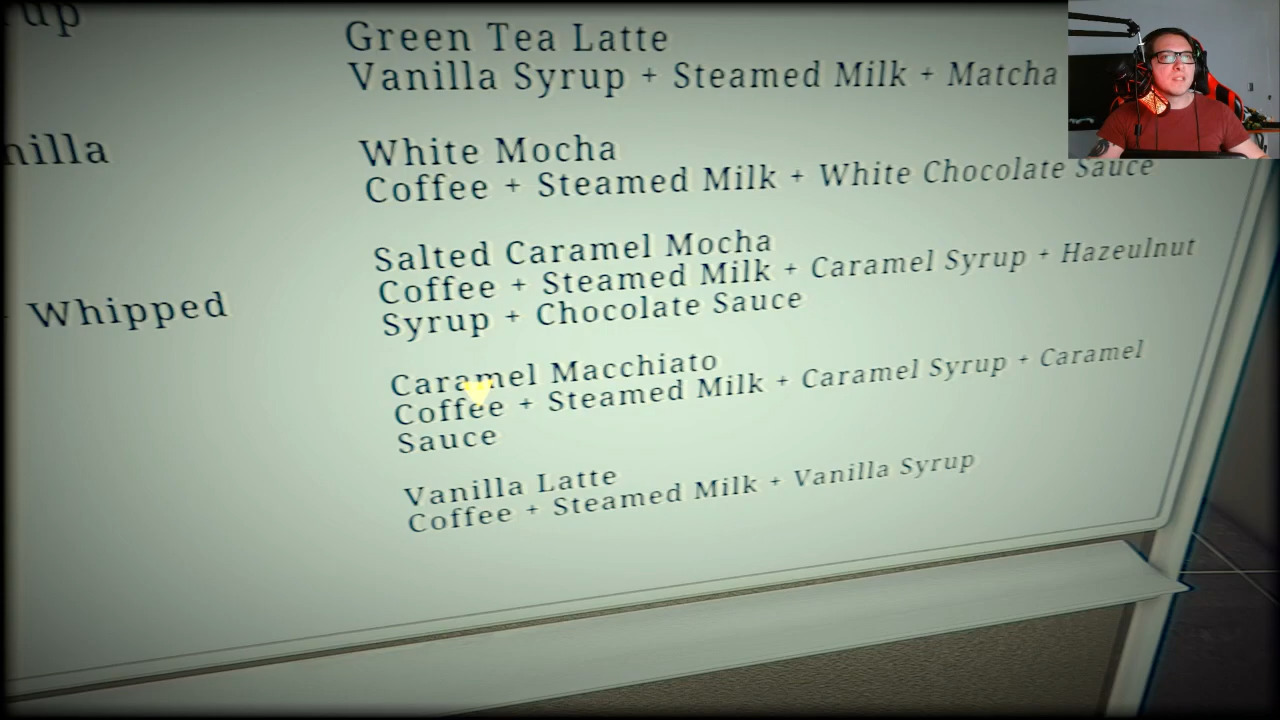 rup
nilla
Whipped
Green Tea Latte
Vanilla Syrup + Steamed Milk + Matcha
White Mocha
Coffee + Steamed Milk + White Chocolate Sauce
Salted Caramel Mocha
Coffee + Steamed Milk + Caramel Syrup + Hazeulnut
Syrup + Chocolate Sauce
Caramel Macchiato
Coffee + Steamed Milk + Caramel Syrup + Caramel
Sauce
Vanilla Latte
Coffee + Steamed Milk + Vanilla Syrup